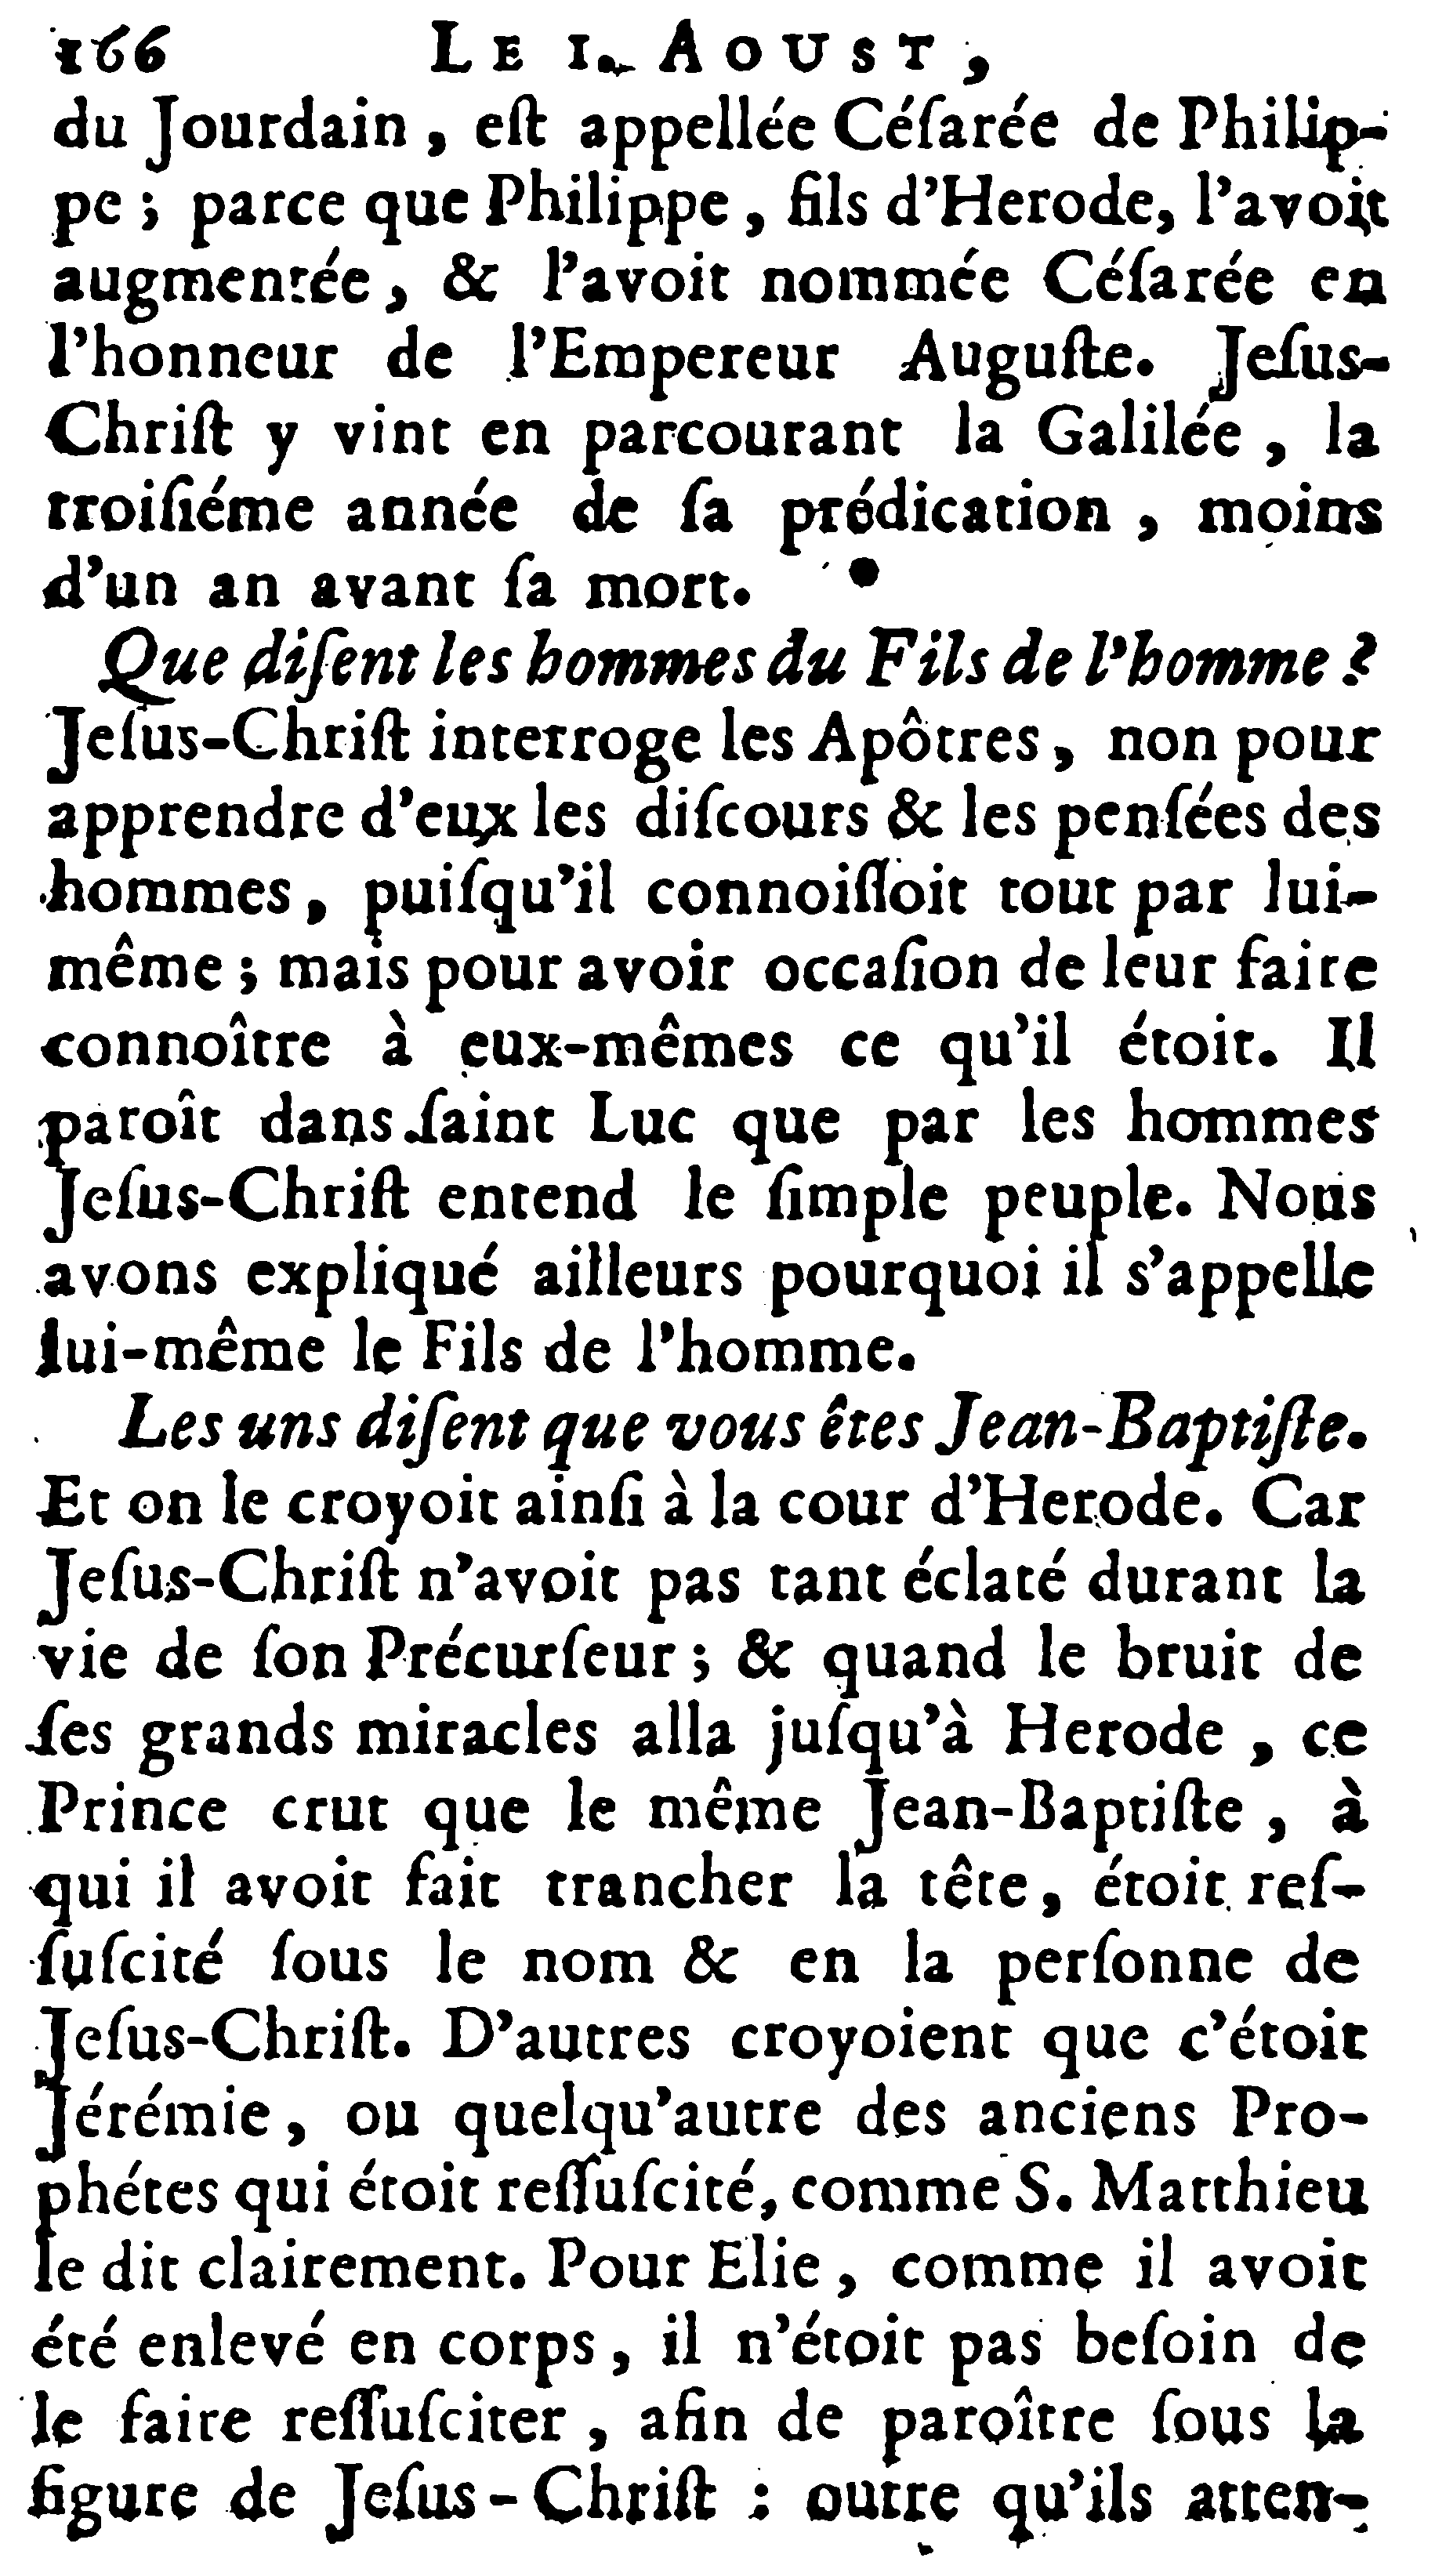 166 LE I. AOUST,
du Jourdain, eſt appellée Céſarée de Philip-
pe; parce que Philippe, fils d'Herode, l'avoit
augmentée, & l'avoit nommée Céſarée en
l'honneur de l'Empereur Auguſte. Jeſus-
Chriſt y vint en parcourant la Galilée, la
troiſiéme année de ſa prédication, moins
d'un an avant ſa mort.
Que diſent les hommes du Fils de l'homme?
Jeſus-Chriſt interroge les Apôtres, non pour
apprendre d'eux les diſcours & les penſées des
hommes, puiſqu'il connoiſſoit tout par lui-
même; mais pour avoir occaſion de leur faire
connoître à eux-mêmes ce qu'il étoit. Il
paroît dans ſaint Luc que par les hommes
Jeſus-Chriſt entend le ſimple peuple. Nous
avons expliqué ailleurs pourquoi il s'appelle
lui-même le Fils de l'homme.
Les uns diſent que vous êtes Jean-Baptiſte.
Et on le croyoit ainſi à la cour d'Herode. Car
Jeſus-Chriſt n'avoit pas tant éclaté durant la
vie de ſon Précurſeur; & quand le bruit de
ſes grands miracles alla juſqu'à Herode, ce
Prince crut que le même Jean-Baptiſte, à
qui il avoit fait trancher la tête, étoit reſ-
ſuſcité ſous le nom & en la perſonne de
Jeſus-Chriſt. D'autres croyoient que c'étoit
Jérémie, ou quelqu'autre des anciens Pro-
phétes qui étoit reſſuſcité, comme S. Matthieu
le dit clairement. Pour Elie, comme il avoit
été enlevé en corps, il n'étoit pas beſoin de
le faire reſſuſciter, afin de paroître ſous la
figure de Jeſus-Chriſt : outre qu'ils atten-